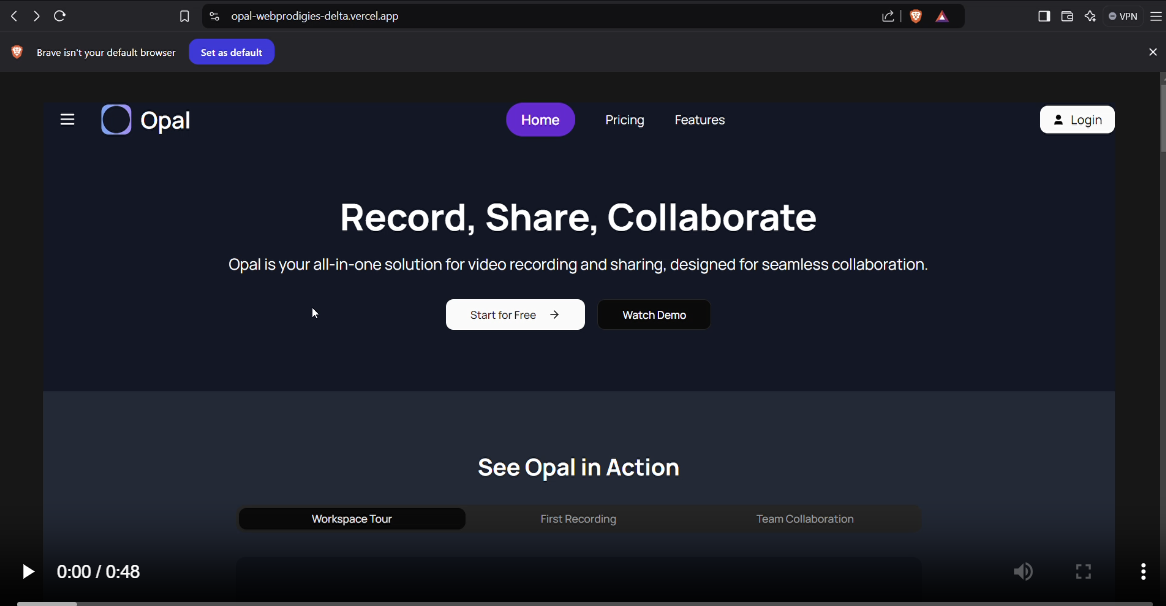 opal-webprodigies-delta.vercel.app
VPN
Brave isn't your default browser
Set as default
Opal
Home
Pricing
Features
Login
Record, Share, Collaborate
Opal is your all-in-one solution for video recording and sharing, designed for seamless collaboration.
Start for Free
Watch Demo
See Opal in Action
Workspace Tour
First Recording
Team Collaboration
0:00 / 0:48